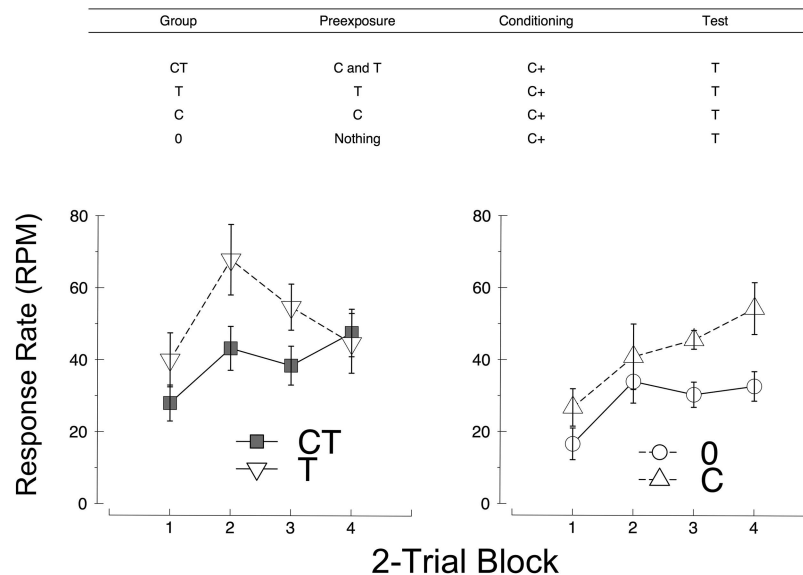 Group Preexposure Conditioning Test
CT C and T C+ T
T T C+ T
C C C+ T
0 Nothing C+ T
Response Rate (RPM)
80
60
40
20
0
1 2 3 4
CT
T
80
60
40
20
0
1 2 3 4
0
C
2-Trial Block